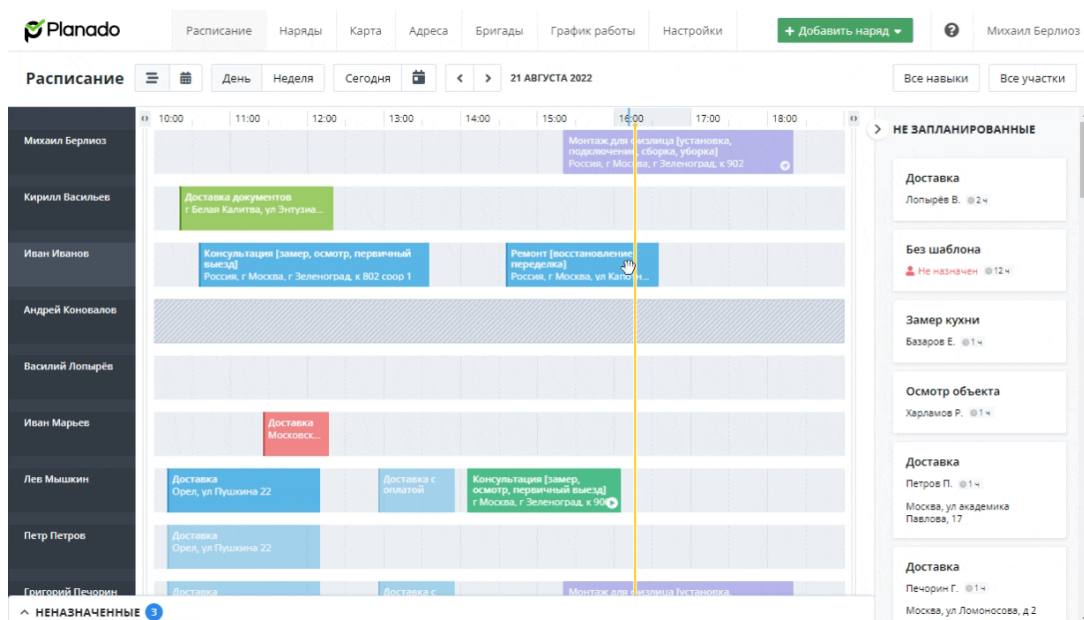 Planado
Расписание Наряды Карта Адреса Бригады График работы Настройки + Добавить наряд ? Михаил Берлиоз
Расписание День Неделя Сегодня < > 21 АВГУСТА 2022 Все навыки Все участки
10:00 11:00 12:00 13:00 14:00 15:00 16:00 17:00 18:00
Михаил Берлиоз
Монтаж для физлица [установка,
подключение, сборка, уборка]
Россия, г Москва, г Зеленоград, к 902
Кирилл Васильев
Доставка документов
г Белая Калитва, ул Энтузиа...
Иван Иванов
Консультация [замер, осмотр, первичный
выезд]
Россия, г Москва, г Зеленоград, к 802 соор 1
Ремонт [восстановление,
переделка]
Россия, г Москва, ул
Андрей Коновалов
Василий Лопырёв
Иван Марьев
Доставка
Московск...
Лев Мышкин
Доставка
Орел, ул Пушкина 22
Доставка с
оплатой
Консультация [замер,
осмотр, первичный выезд]
г Москва, г Зеленоград, к
Петр Петров
Доставка
Орел, ул Пушкина 22
Григорий Печорин
Доставка
Доставка с
Монтаж для физлица [установка,
НЕНАЗНАЧЕННЫЕ 3
НЕ ЗАПЛАНИРОВАННЫЕ
Доставка
Лопырёв В. 2 ч
Без шаблона
Не назначен 12 ч
Замер кухни
Базаров Е. 1 ч
Осмотр объекта
Харламов Р. 1 ч
Доставка
Петров П. 1 ч
Москва, ул академика
Павлова, 17
Доставка
Печорин Г. 1 ч
Москва, ул Ломоносова, д 2